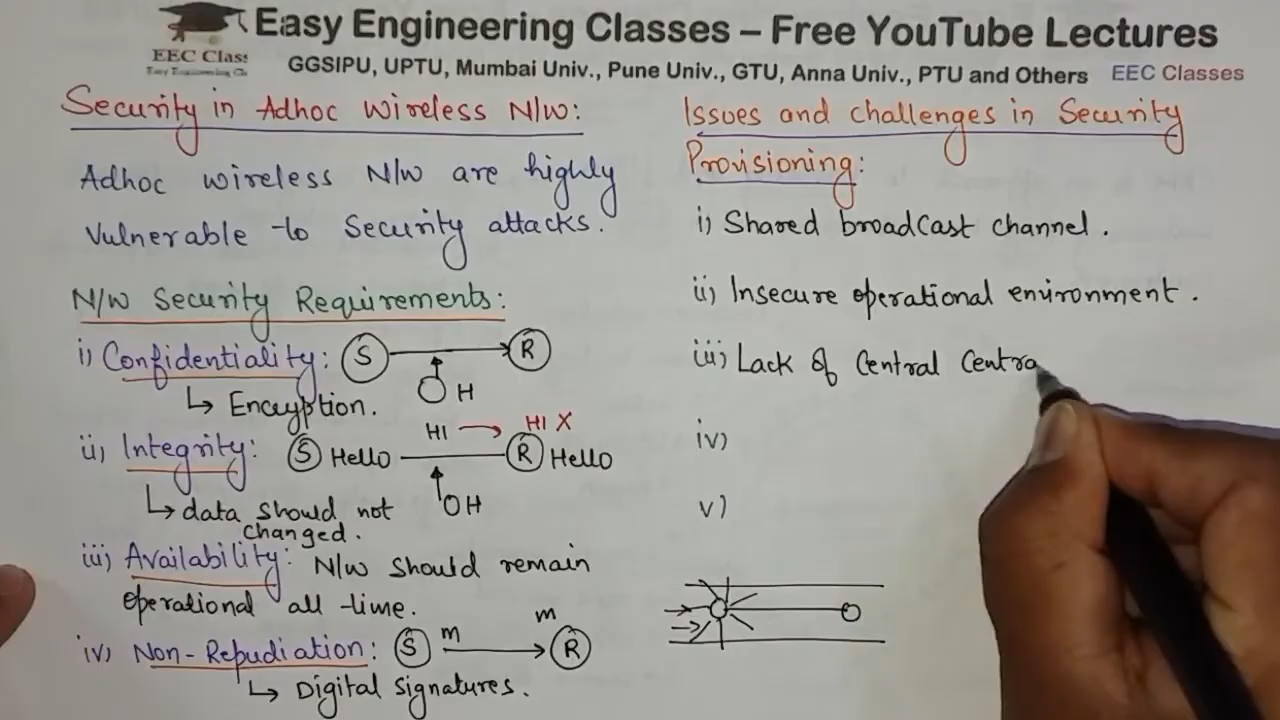 Easy Engineering Classes – Free YouTube Lectures
EEC Class
GGSIPU, UPTU, Mumbai Univ., Pune Univ., GTU, Anna Univ., PTU and Others EEC Classes
Security in Adhoc Wireless N/w:
Adhoc wireless N/w are highly
Vulnerable to Security attacks.
N/w Security Requirements:
i) Confidentiality: S R
H
↳ Encryption.
HI → HI X
ii) Integrity: S Hello R Hello
H
↳ data should not
changed.
iii) Availability: N/w should remain
operational all time.
iv) Non-Repudiation: S m R m
↳ Digital Signatures.
Issues and challenges in Security
Provisioning:
i) Shared broadcast channel.
ii) Insecure operational environment.
iii) Lack of Central Centra
iv)
v)